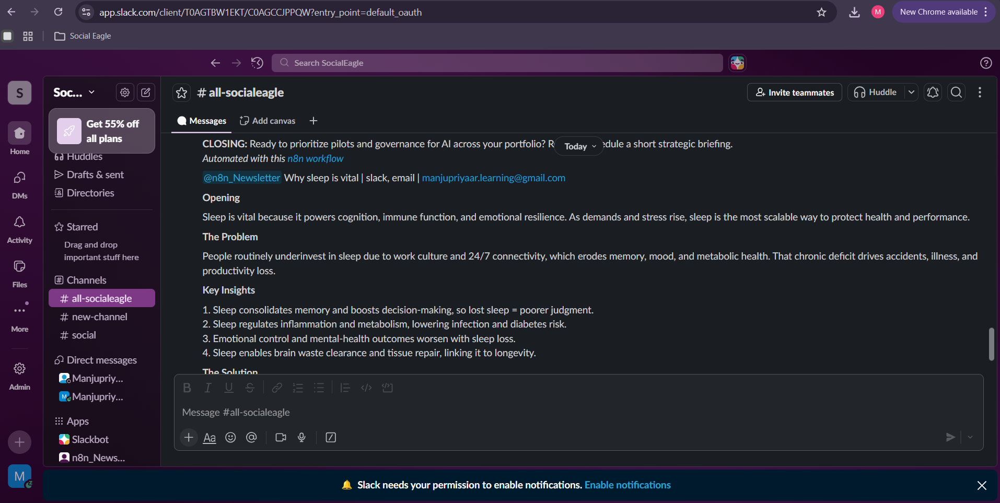 app.slack.com/client/T0AGTBW1EKT/C0AGCCJPPQW?entry_point=default_oauth
M
New Chrome available
Social Eagle
Search SocialEagle
S
Home
DMs
Activity
Files
More
Admin
M
Soc...
Get 55% off
all plans
Huddles
Drafts & sent
Directories
Starred
Drag and drop
important stuff here
Channels
# all-socialeagle
# new-channel
# social
Direct messages
Manjupriy...
M Manjupriy...
Apps
Slackbot
n8n_News...
# all-socialeagle
Invite teammates
Huddle
Messages
Add canvas
CLOSING: Ready to prioritize pilots and governance for AI across your portfolio? a short strategic briefing.
Today
Automated with this n8n workflow
@n8n_Newsletter Why sleep is vital | slack, email | manjupriyaar.learning@gmail.com
Opening
Sleep is vital because it powers cognition, immune function, and emotional resilience. As demands and stress rise, sleep is the most scalable way to protect health and performance.
The Problem
People routinely underinvest in sleep due to work culture and 24/7 connectivity, which erodes memory, mood, and metabolic health. That chronic deficit drives accidents, illness, and
productivity loss.
Key Insights
1. Sleep consolidates memory and boosts decision-making, so lost sleep = poorer judgment.
2. Sleep regulates inflammation and metabolism, lowering infection and diabetes risk.
3. Emotional control and mental-health outcomes worsen with sleep loss.
4. Sleep enables brain waste clearance and tissue repair, linking it to longevity.
The Solution
B I U S
Message #all-socialeagle
Aa
Slack needs your permission to enable notifications. Enable notifications